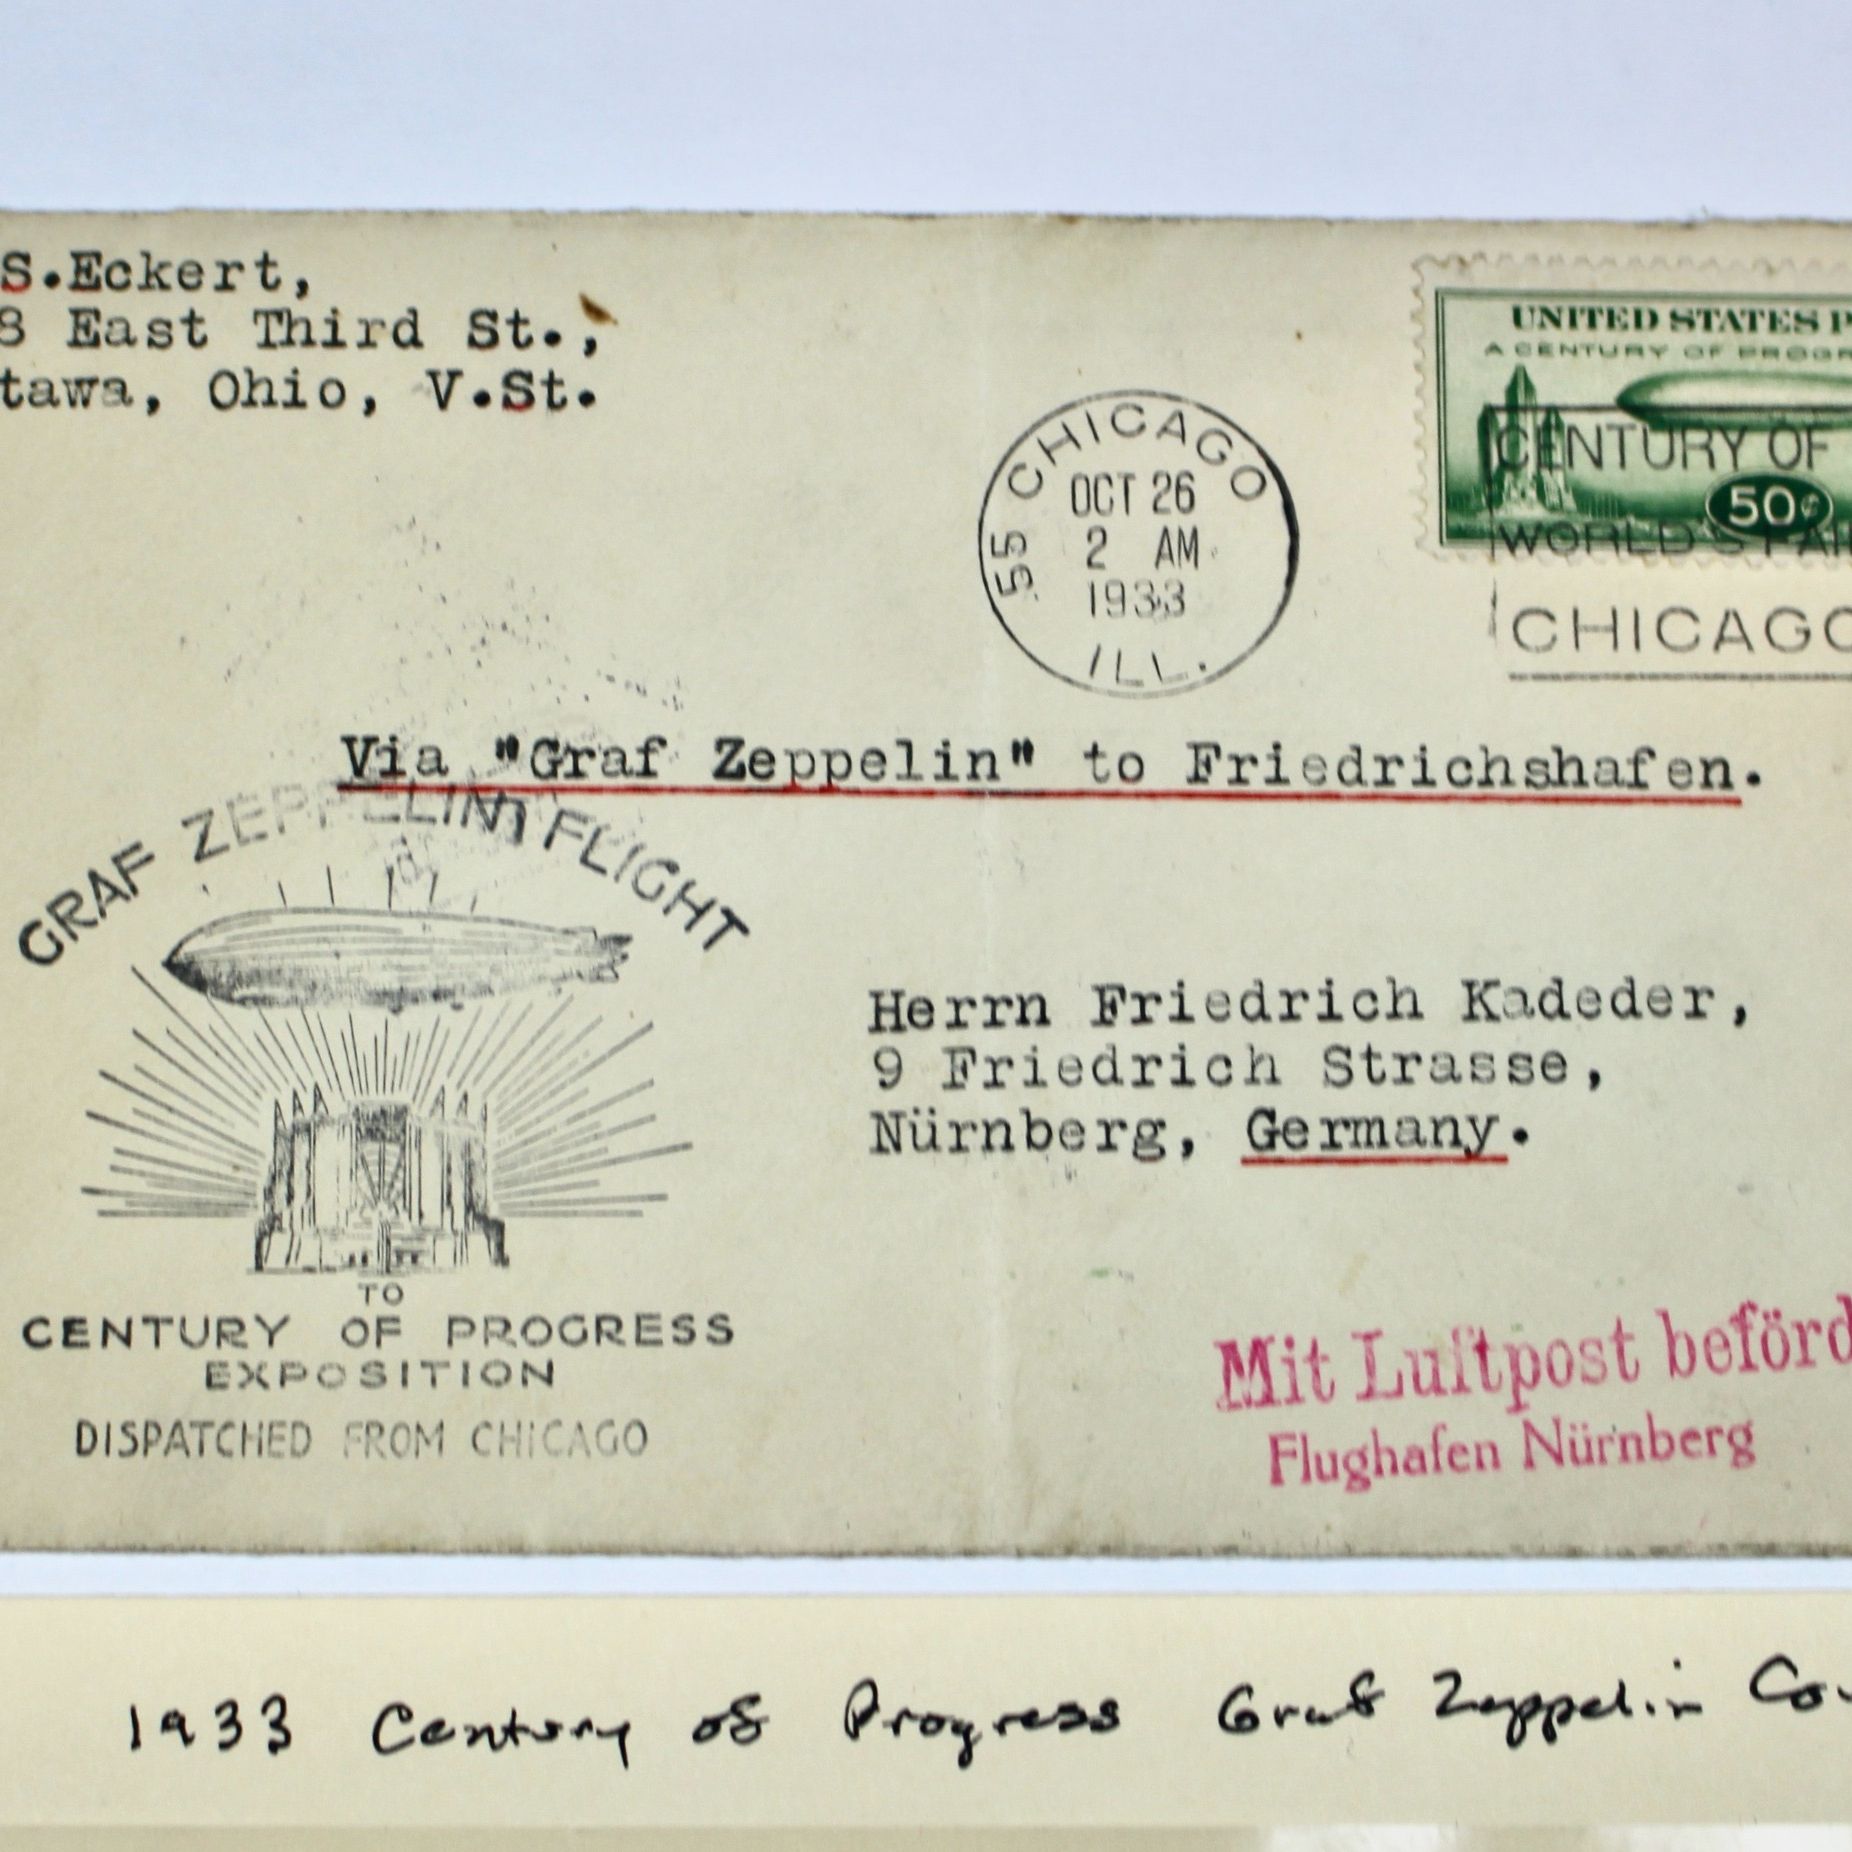 S.Eckert,
8 East Third St.,
tawa, Ohio, V.St.
55 CHICAGO
OCT 26
2 AM
1933
ILL.
UNITED STATES P
A CENTURY OF PROGR
50¢
CENTURY OF
WORLD'S FAI
CHICAGO
Via "Graf Zeppelin" to Friedrichshafen.
GRAF ZEPPELIN FLIGHT
TO
CENTURY OF PROGRESS
EXPOSITION
DISPATCHED FROM CHICAGO
Herrn Friedrich Kadeder,
9 Friedrich Strasse,
Nürnberg, Germany.
Mit Luftpost beförd
Flughafen Nürnberg
1933 Century of Progress Graf Zeppelin Co